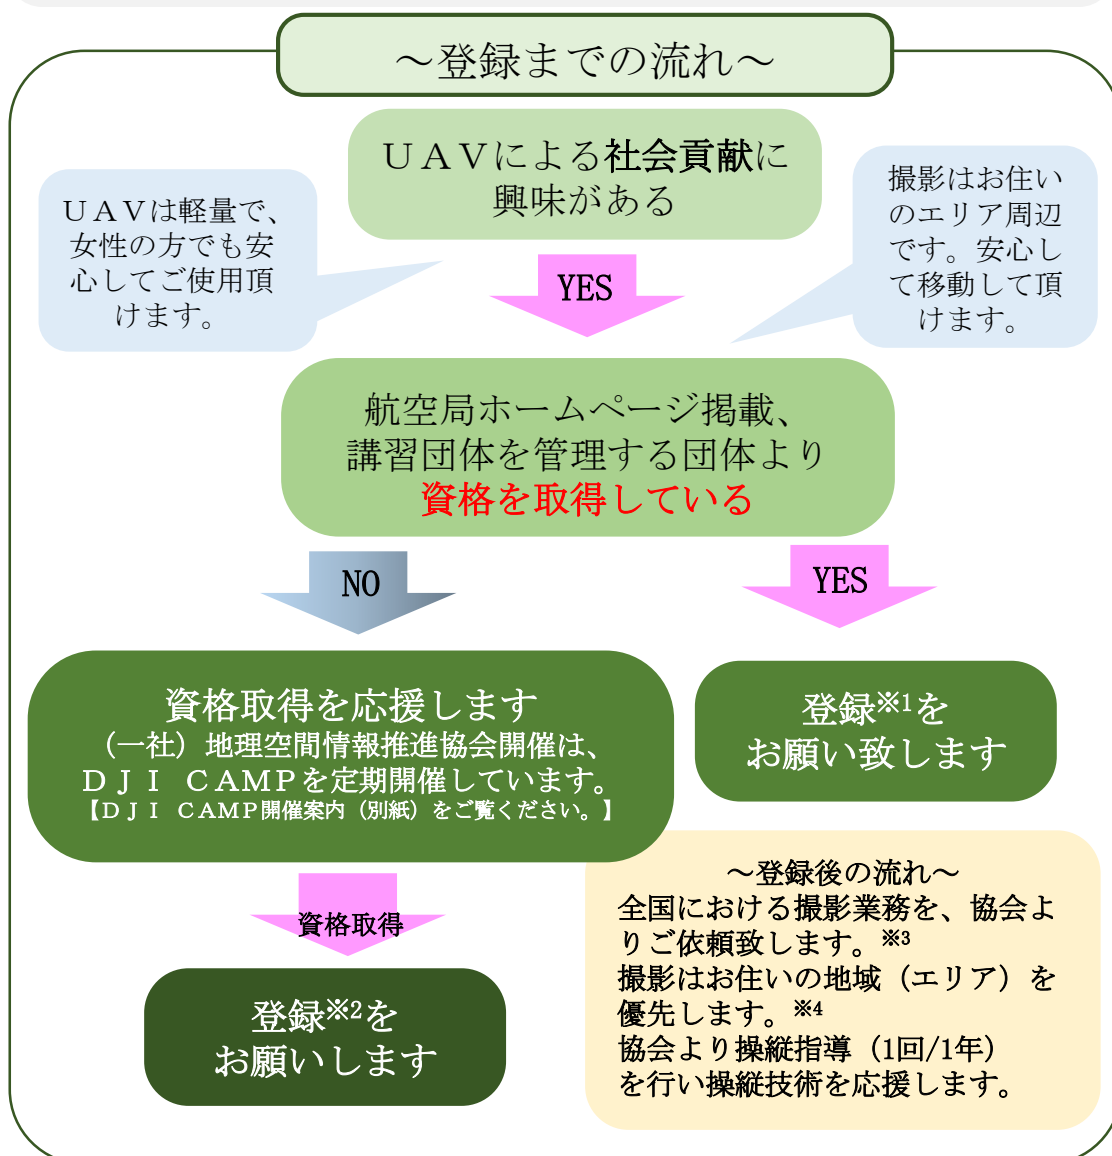 ～登録までの流れ～
ＵＡＶによる社会貢献に
興味がある
ＵＡＶは軽量で、
女性の方でも安
心してご使用頂
けます。
撮影はお住い
のエリア周辺
です。安心し
て移動して頂
けます。
YES
航空局ホームページ掲載、
講習団体を管理する団体より
資格を取得している
NO
YES
資格取得を応援します
（一社）地理空間情報推進協会開催は、
ＤＪＩ ＣＡＭＰを定期開催しています。
【ＤＪＩ ＣＡＭＰ開催案内（別紙）をご覧ください。】
登録※1を
お願い致します
資格取得
登録※2を
お願いします
～登録後の流れ～
全国における撮影業務を、協会よ
りご依頼致します。※3
撮影はお住いの地域（エリア）を
優先します。※4
協会より操縦指導（1回/1年）
を行い操縦技術を応援します。